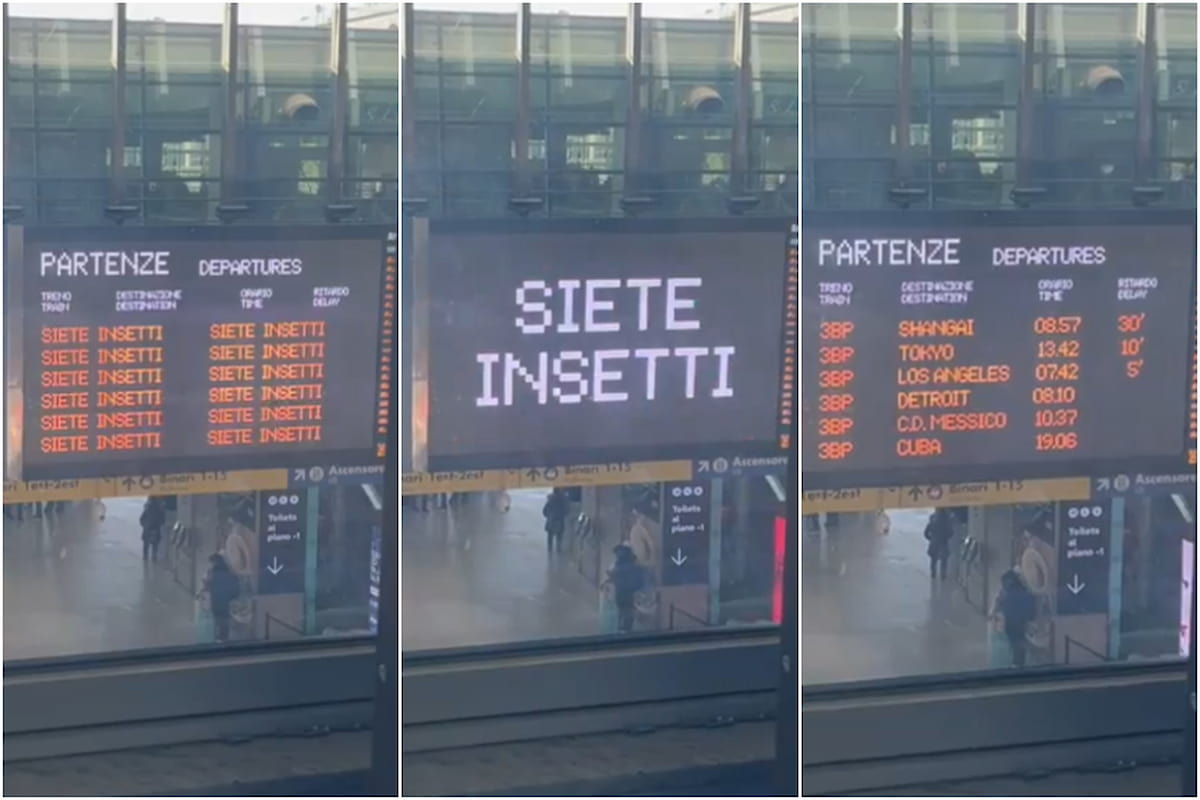 PARTENZE DEPARTURES
TRENO DESTINAZIONE ORARIO RITARDO
TRAIN DESTINATION TIME DELAY
SIETE INSETTI SIETE INSETTI
SIETE INSETTI SIETE INSETTI
SIETE INSETTI SIETE INSETTI
SIETE INSETTI SIETE INSETTI
SIETE INSETTI SIETE INSETTI
SIETE INSETTI SIETE INSETTI
Binari 1-15
Ascensore
Toilets
al
piano -1
SIETE
INSETTI
Binari 1-15
Ascensore
Toilets
al
piano -1
PARTENZE DEPARTURES
TRENO DESTINAZIONE ORARIO RITARDO
TRAIN DESTINATION TIME DELAY
3BP SHANGAI 08.57 30'
3BP TOKYO 13.42 10'
3BP LOS ANGELES 07.42 5'
3BP DETROIT 08.10
3BP C.D. MESSICO 10.37
3BP CUBA 19.06
Binari 1-15
Ascensore
Toilets
al
piano -1